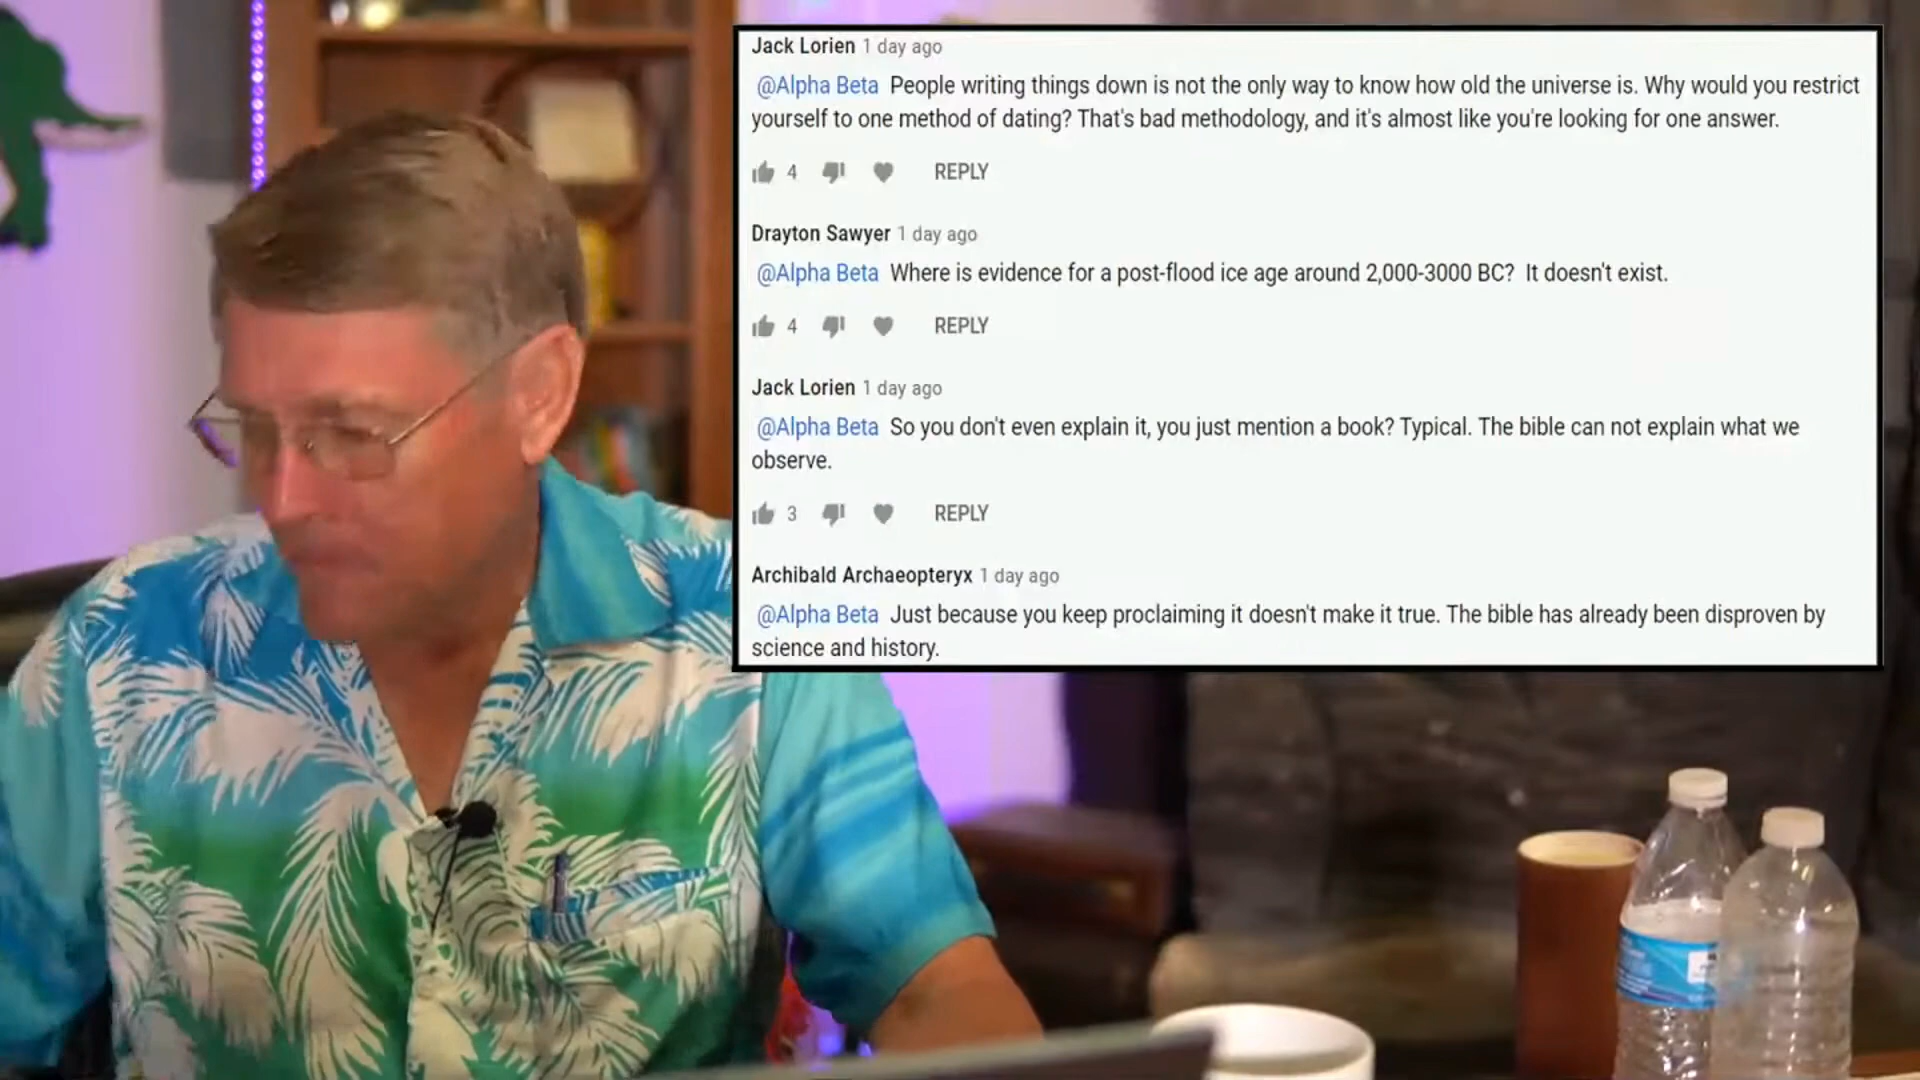 Jack Lorien 1 day ago
@Alpha Beta People writing things down is not the only way to know how old the universe is. Why would you restrict
yourself to one method of dating? That's bad methodology, and it's almost like you're looking for one answer.
4 REPLY
Drayton Sawyer 1 day ago
@Alpha Beta Where is evidence for a post-flood ice age around 2,000-3000 BC? It doesn't exist.
4 REPLY
Jack Lorien 1 day ago
@Alpha Beta So you don't even explain it, you just mention a book? Typical. The bible can not explain what we
observe.
3 REPLY
Archibald Archaeopteryx 1 day ago
@Alpha Beta Just because you keep proclaiming it doesn't make it true. The bible has already been disproven by
science and history.